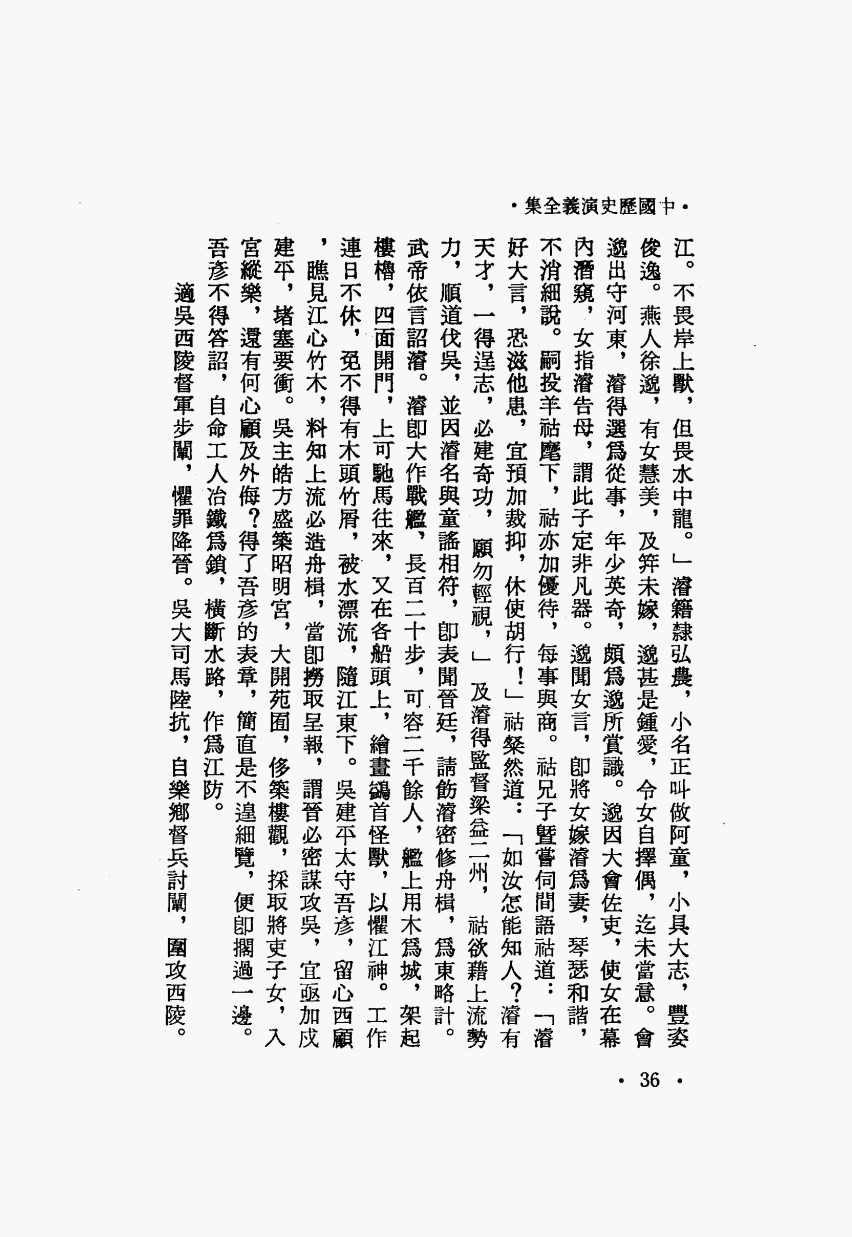 ·中國歷史演義全集·
江。不畏岸上獸，但畏水中龍。」濬籍隸弘農，小名正叫做阿童，小具大志，豐姿
俊逸。燕人徐邈，有女慧美，及笄未嫁，邈甚是鍾愛，令女自擇偶，迄未當意。會
邈出守河東，濬得選爲從事，年少英奇，頗爲邈所賞識。邈因大會佐吏，使女在幕
內潛窺，女指濬告母，謂此子定非凡器。邈聞女言，卽將女嫁濬爲妻，琴瑟和諧，
不消細說。嗣投羊祜麾下，祜亦加優待，每事與商。祜兄子暨嘗伺間語祜道：「濬
好大言，恐滋他患，宜預加裁抑，休使胡行！」祜粲然道：「如汝怎能知人？濬有
天才，一得逞志，必建奇功，願勿輕視，」及濬得監督梁益二州，祜欲藉上流勢
力，順道伐吳，並因濬名與童謠相符，卽表聞晉廷，請飭濬密修舟楫，爲東略計。
武帝依言詔濬。濬卽大作戰艦，長百二十步，可容二千餘人，艦上用木爲城，架起
樓櫓，四面開門，上可馳馬往來，又在各船頭上，繪畫鷁首怪獸，以懼江神。工作
連日不休，免不得有木頭竹屑，被水漂流，隨江東下。吳建平太守吾彥，留心西顧
，瞧見江心竹木，料知上流必造舟楫，當卽撈取呈報，謂晉必密謀攻吳，宜亟加戍
建平，堵塞要衝。吳主皓方盛築昭明宮，大開苑囿，侈築樓觀，採取將吏子女，入
宮縱樂，還有何心顧及外侮？得了吾彥的表章，簡直是不遑細覽，便卽擱過一邊。
吾彥不得答詔，自命工人冶鐵爲鎖，橫斷水路，作爲江防。
適吳西陵督軍步闡，懼罪降晉。吳大司馬陸抗，自樂鄉督兵討闡，圍攻西陵。
·36·